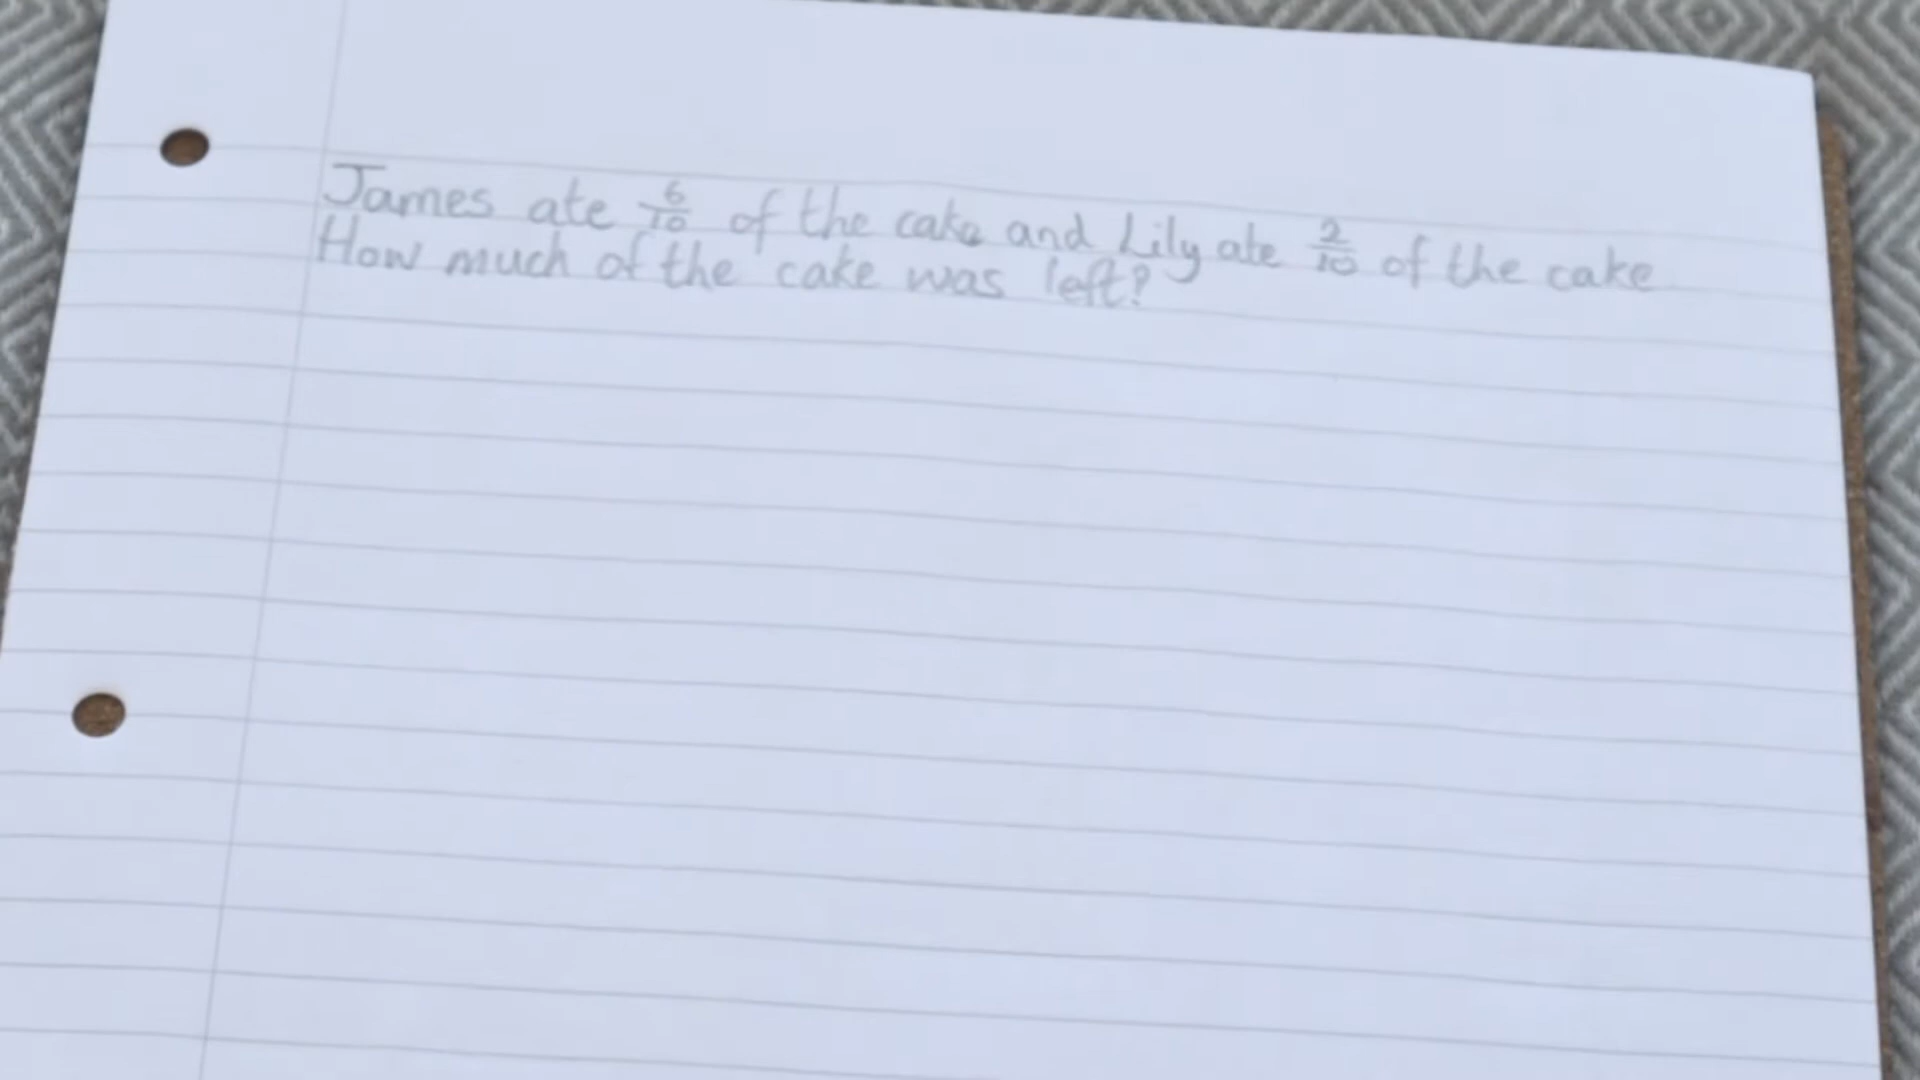 James ate 6/10 of the cake and Lily ate 2/10 of the cake
How much of the cake was left?